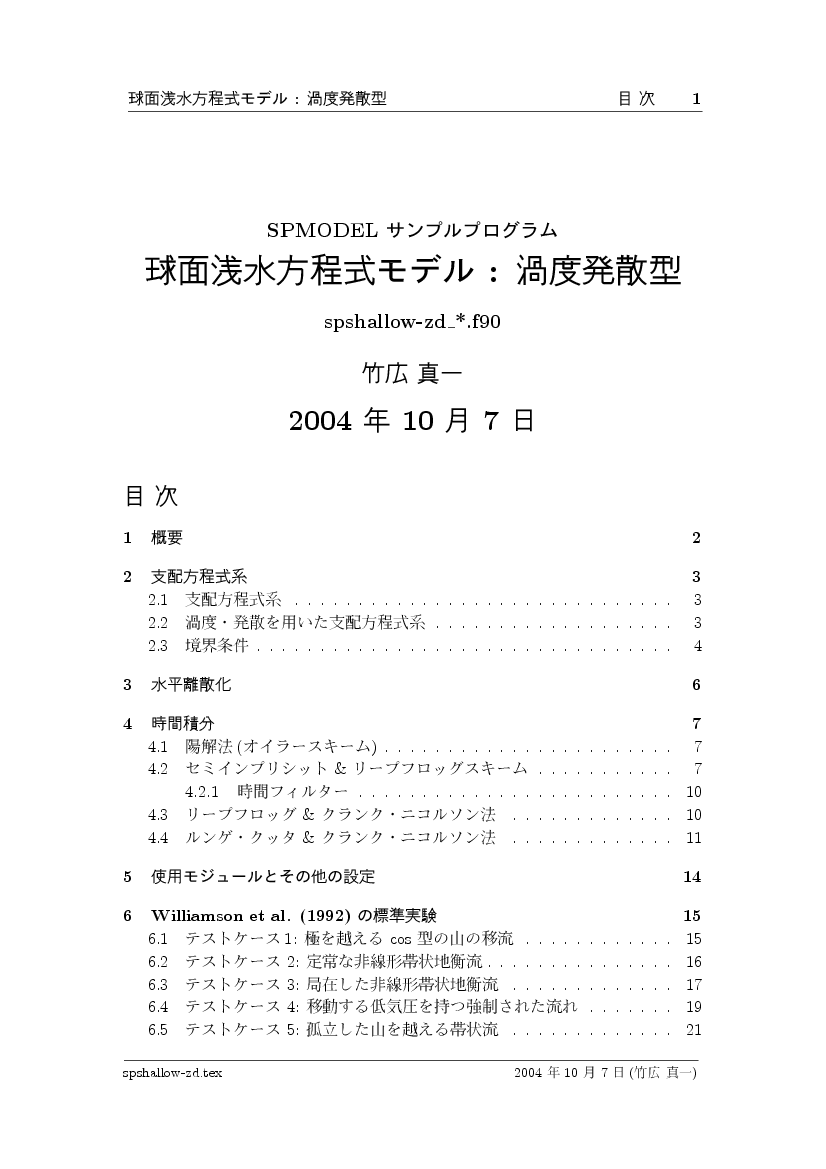 球面浅水方程式モデル : 渦度発散型 目 次 1
SPMODEL サンプルプログラム
球面浅水方程式モデル : 渦度発散型
spshallow-zd_*.f90
竹広 真一
2004 年 10 月 7 日
目 次
1 概要 2
2 支配方程式系 3
2.1 支配方程式系 . . . . . . . . . . . . . . . . . . . . . . . . . . . . . . 3
2.2 渦度・発散を用いた支配方程式系 . . . . . . . . . . . . . . . . . . . 3
2.3 境界条件 . . . . . . . . . . . . . . . . . . . . . . . . . . . . . . . . . 4
3 水平離散化 6
4 時間積分 7
4.1 陽解法 (オイラースキーム) . . . . . . . . . . . . . . . . . . . . . . . 7
4.2 セミインプリシット & リープフロッグスキーム . . . . . . . . . . . 7
4.2.1 時間フィルター . . . . . . . . . . . . . . . . . . . . . . . . . 10
4.3 リープフロッグ & クランク・ニコルソン法 . . . . . . . . . . . . . 10
4.4 ルンゲ・クッタ & クランク・ニコルソン法 . . . . . . . . . . . . . 11
5 使用モジュールとその他の設定 14
6 Williamson et al. (1992) の標準実験 15
6.1 テストケース 1: 極を越える cos 型の山の移流 . . . . . . . . . . . . 15
6.2 テストケース 2: 定常な非線形帯状地衡流 . . . . . . . . . . . . . . . 16
6.3 テストケース 3: 局在した非線形帯状地衡流 . . . . . . . . . . . . . 17
6.4 テストケース 4: 移動する低気圧を持つ強制された流れ . . . . . . . 19
6.5 テストケース 5: 孤立した山を越える帯状流 . . . . . . . . . . . . . 21
spshallow-zd.tex 2004 年 10 月 7 日 (竹広 真一)